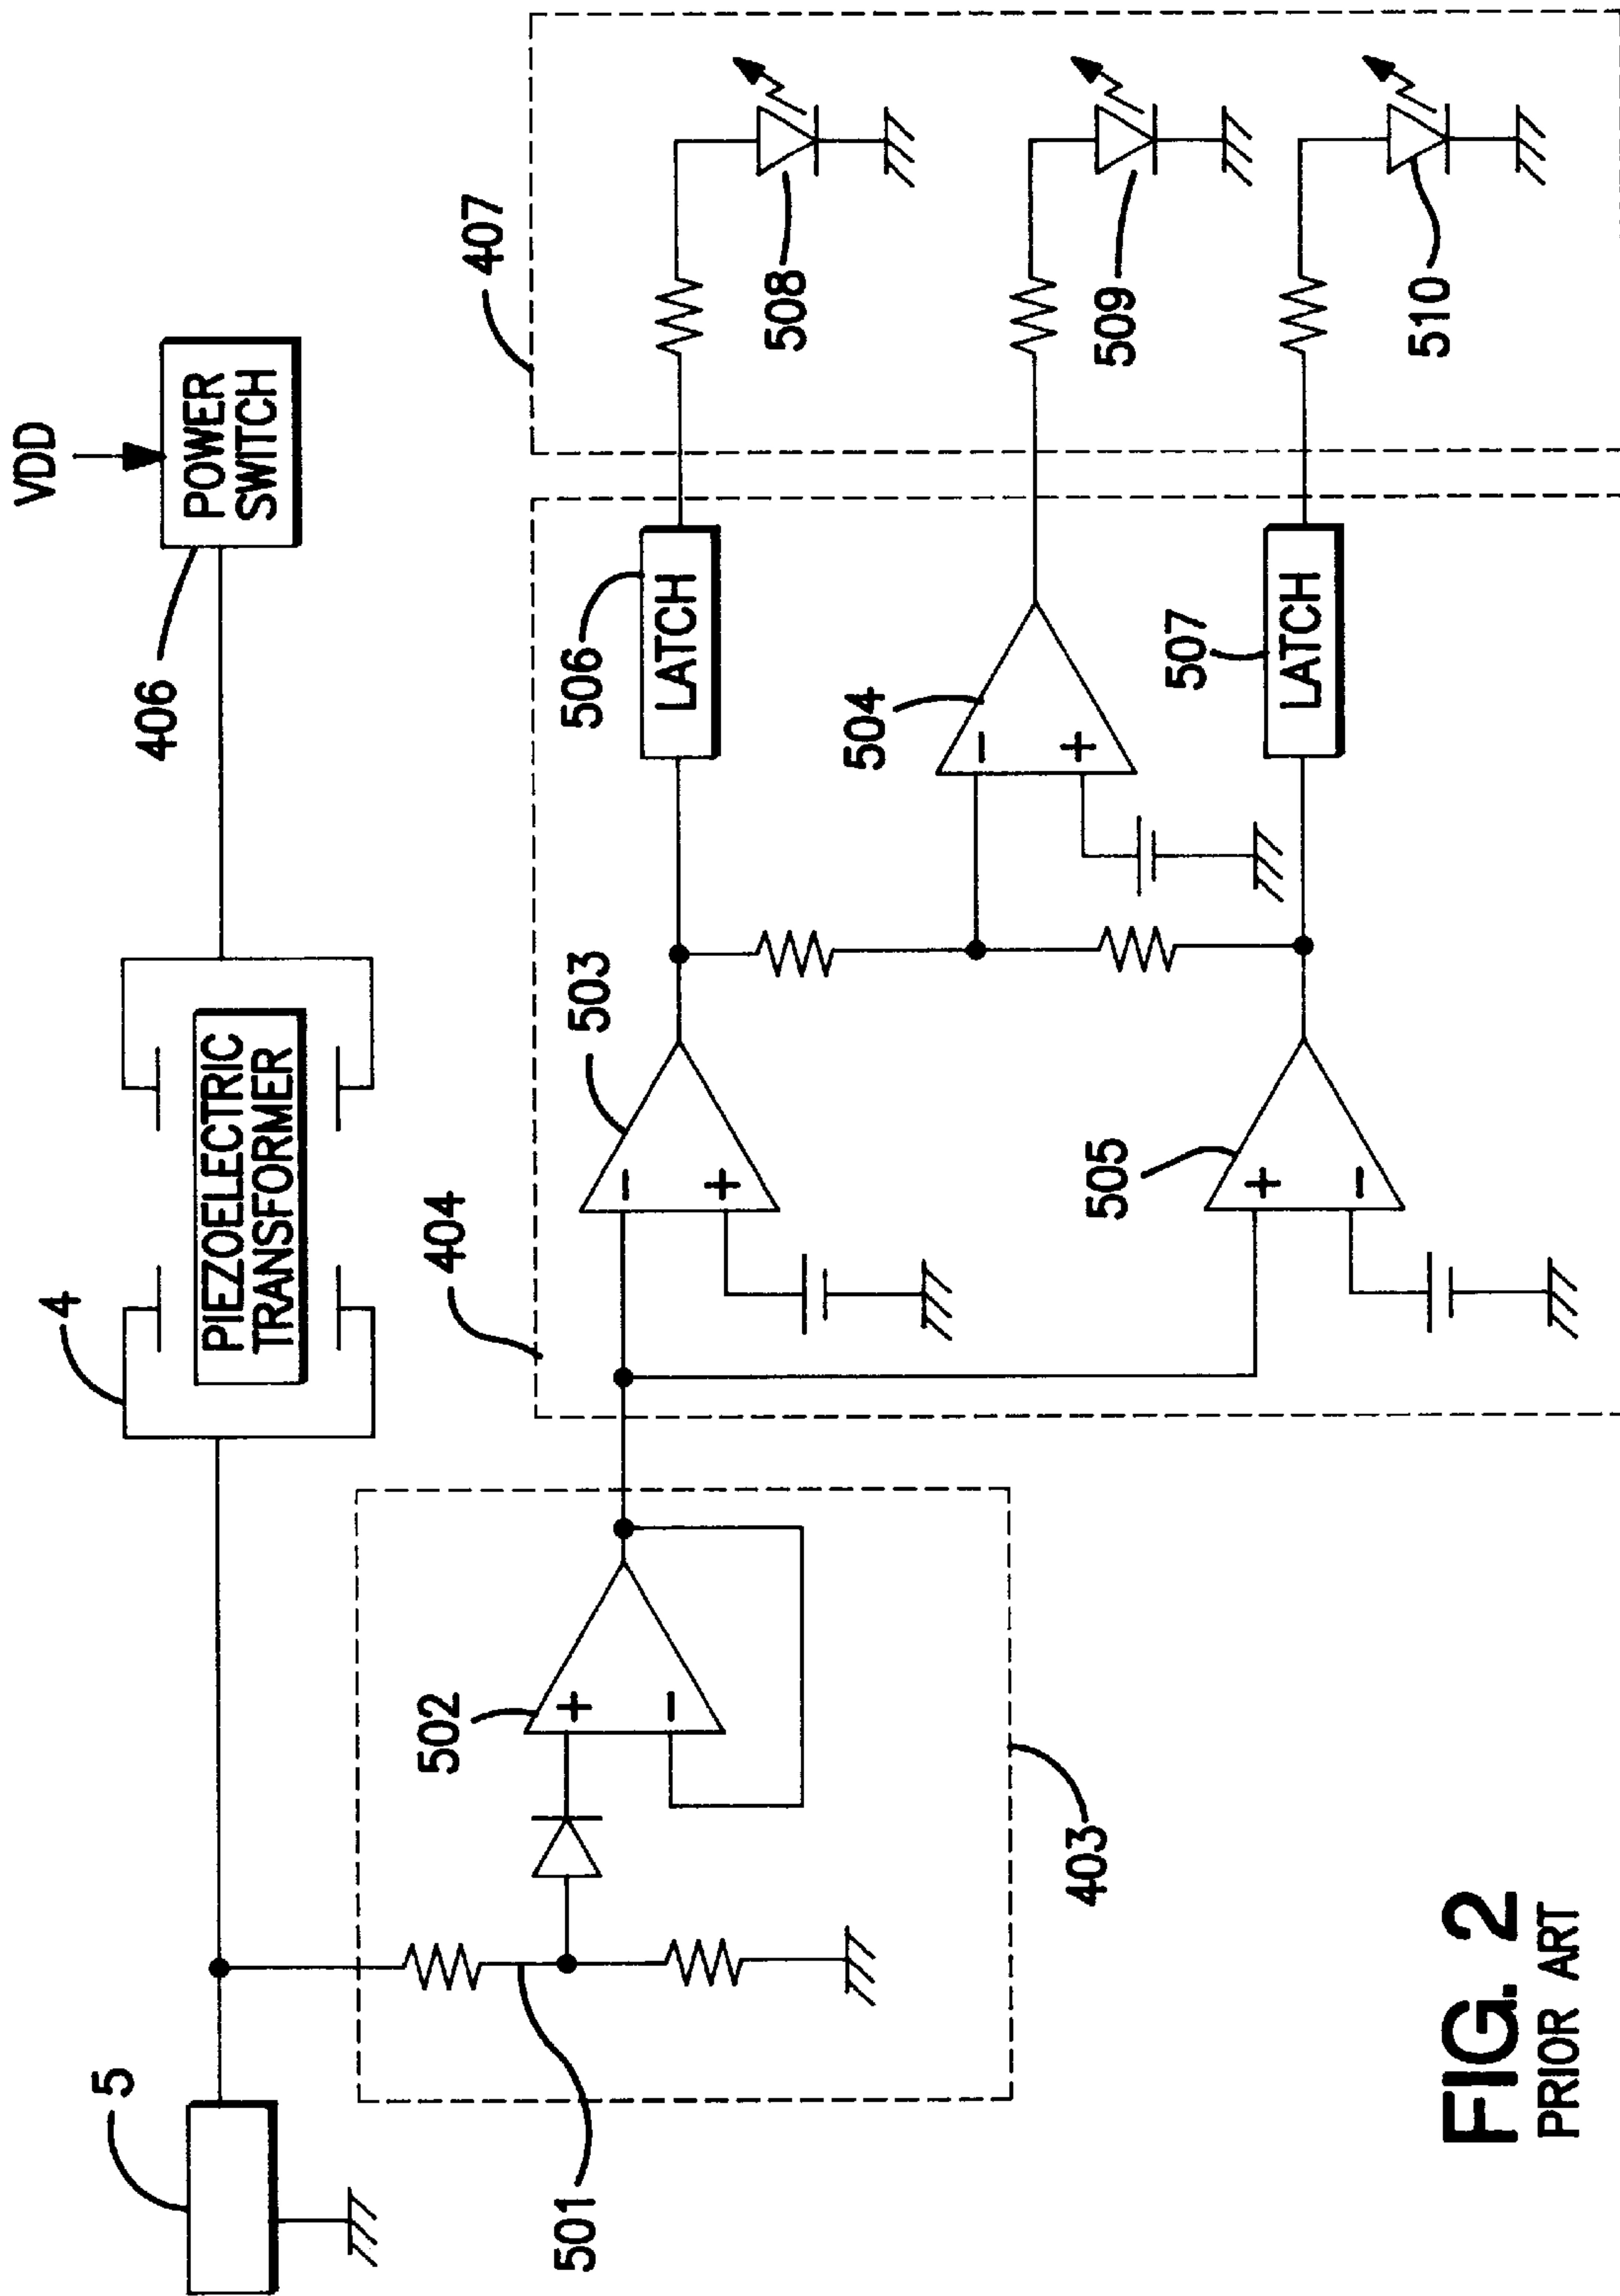 VDD
POWER
SWITCH
406
4
PIEZOELECTRIC
TRANSFORMER
5
407
404
403
501
502
+
−
503
−
+
504
−
+
505
+
−
506
LATCH
507
LATCH
508
509
510
FIG. 2
PRIOR ART